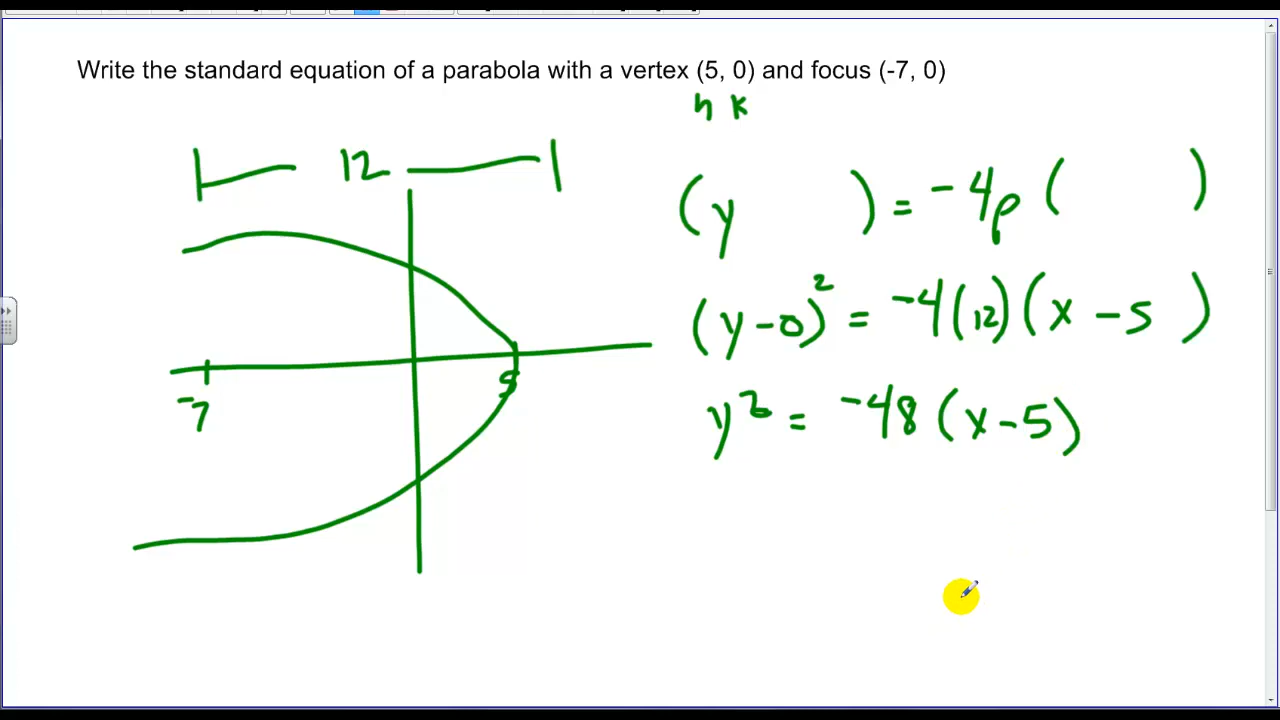 Write the standard equation of a parabola with a vertex (5, 0) and focus (-7, 0)
h k
12
-7
5
(y ) = -4p ( )
(y-0)² = -4(12)(x-5 )
y² = -48(x-5)